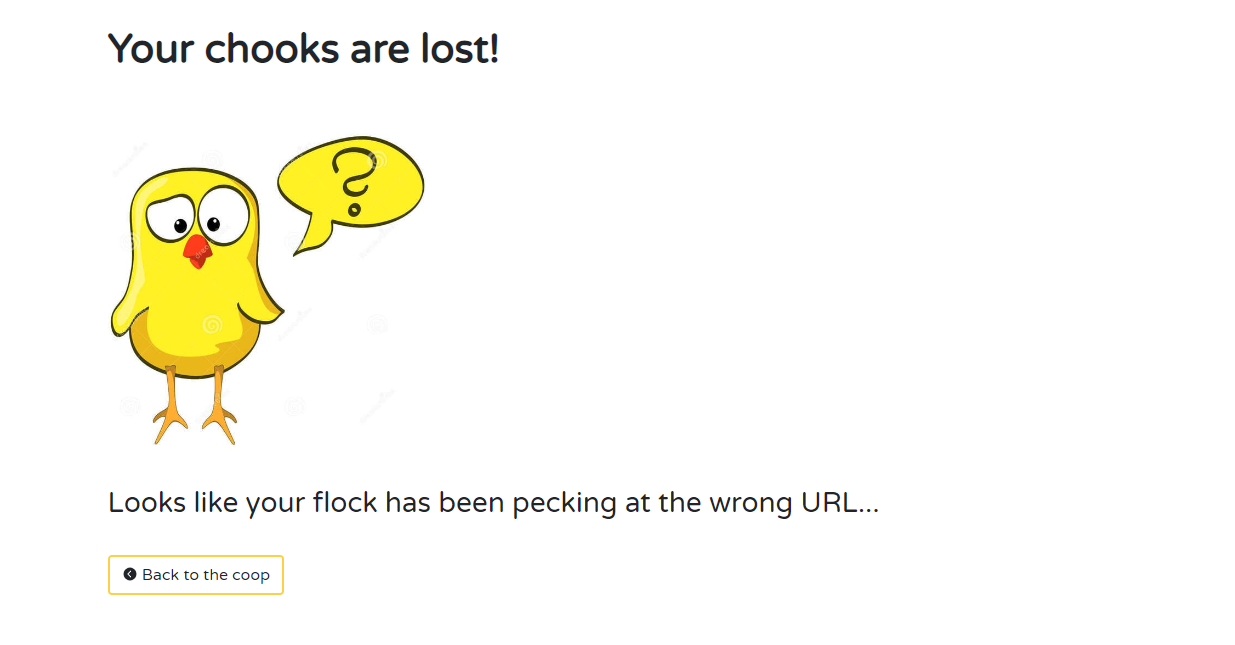 Your chooks are lost!
?
Looks like your flock has been pecking at the wrong URL...
Back to the coop